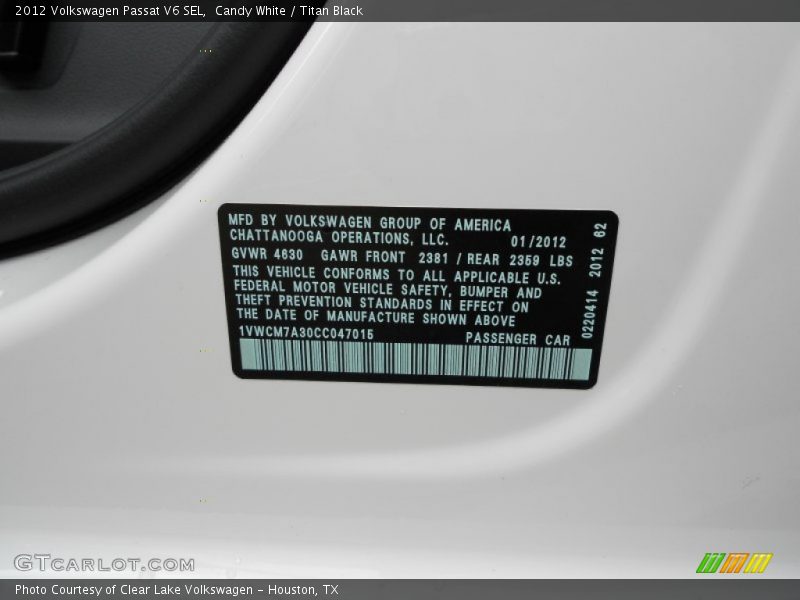 2012 Volkswagen Passat V6 SEL, Candy White / Titan Black
MFD BY VOLKSWAGEN GROUP OF AMERICA
CHATTANOOGA OPERATIONS, LLC. 01/2012
GVWR 4630 GAWR FRONT 2381 / REAR 2359 LBS
THIS VEHICLE CONFORMS TO ALL APPLICABLE U.S.
FEDERAL MOTOR VEHICLE SAFETY, BUMPER AND
THEFT PREVENTION STANDARDS IN EFFECT ON
THE DATE OF MANUFACTURE SHOWN ABOVE
1VWCM7A30CC047015 PASSENGER CAR
0220414 2012 62
GTCARLOT.COM
Photo Courtesy of Clear Lake Volkswagen – Houston, TX